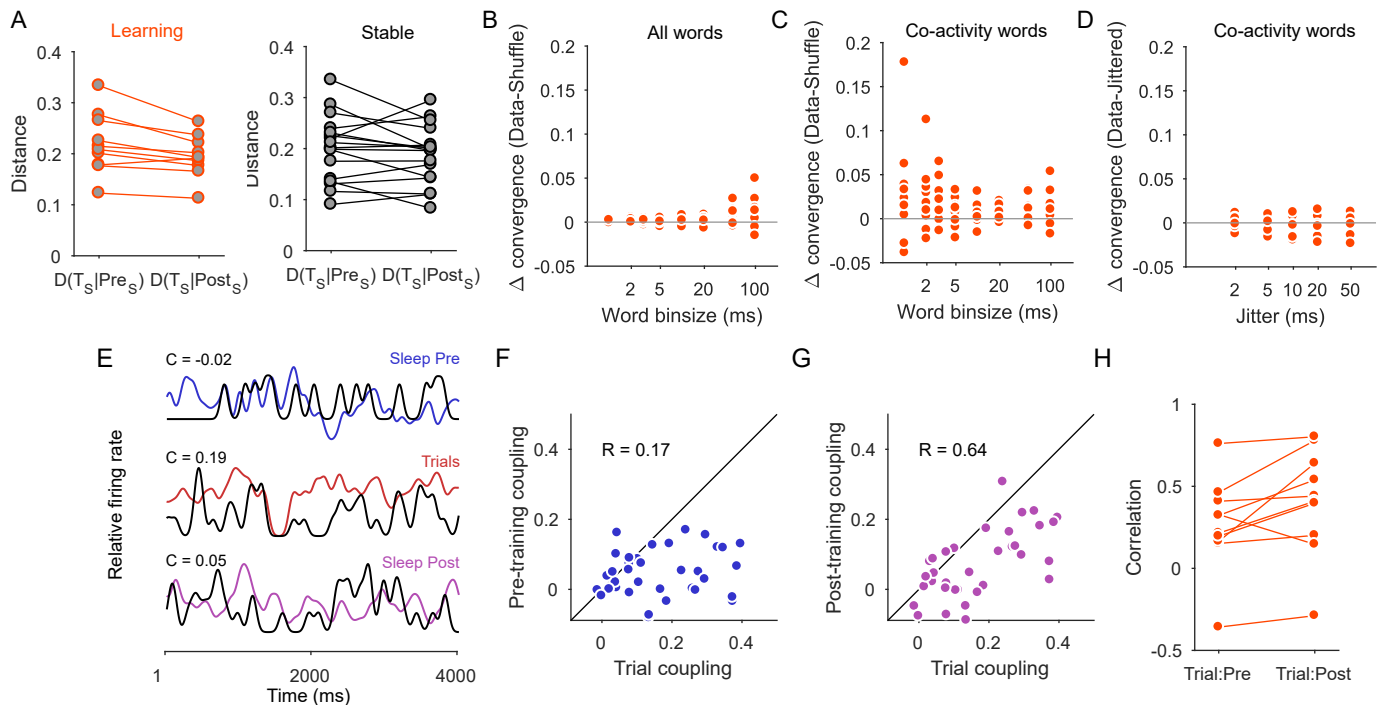 A
Learning
Distance
0.4
0.3
0.2
0.1
0
D(T_S|Pre_S) D(T_S|Post_S)
Stable
Distance
0.4
0.3
0.2
0.1
0
D(T_S|Pre_S) D(T_S|Post_S)
B
All words
Δ convergence (Data-Shuffle)
0.2
0.15
0.1
0.05
0
-0.05
2 5 20 100
Word binsize (ms)
C
Co-activity words
Δ convergence (Data-Shuffle)
0.2
0.15
0.1
0.05
0
-0.05
2 5 20 100
Word binsize (ms)
D
Co-activity words
Δ convergence (Data-Jittered)
0.2
0.15
0.1
0.05
0
-0.05
2 5 10 20 50
Jitter (ms)
E
Relative firing rate
C = -0.02
Sleep Pre
C = 0.19
Trials
C = 0.05
Sleep Post
1 2000 4000
Time (ms)
F
Pre-training coupling
R = 0.17
0.4
0.2
0
0 0.2 0.4
Trial coupling
G
Post-training coupling
R = 0.64
0.4
0.2
0
0 0.2 0.4
Trial coupling
H
Correlation
1
0.5
0
-0.5
Trial:Pre Trial:Post